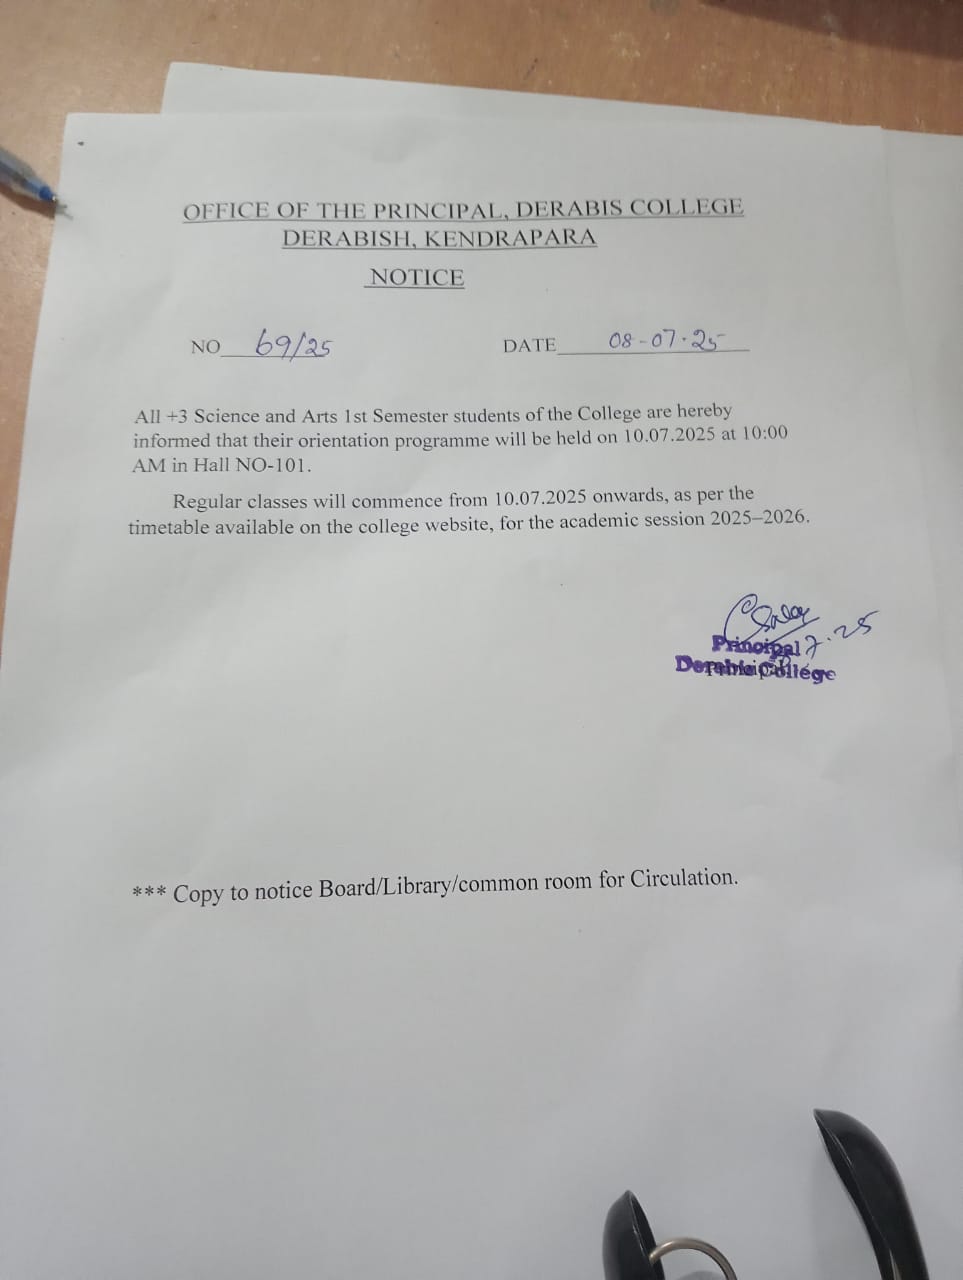 OFFICE OF THE PRINCIPAL, DERABIS COLLEGE
DERABISH, KENDRAPARA
NOTICE
NO 69/25 DATE 08-07-25
All +3 Science and Arts 1st Semester students of the College are hereby
informed that their orientation programme will be held on 10.07.2025 at 10:00
AM in Hall NO-101.
Regular classes will commence from 10.07.2025 onwards, as per the
timetable available on the college website, for the academic session 2025–2026.
7.25
Principal
College
*** Copy to notice Board/Library/common room for Circulation.